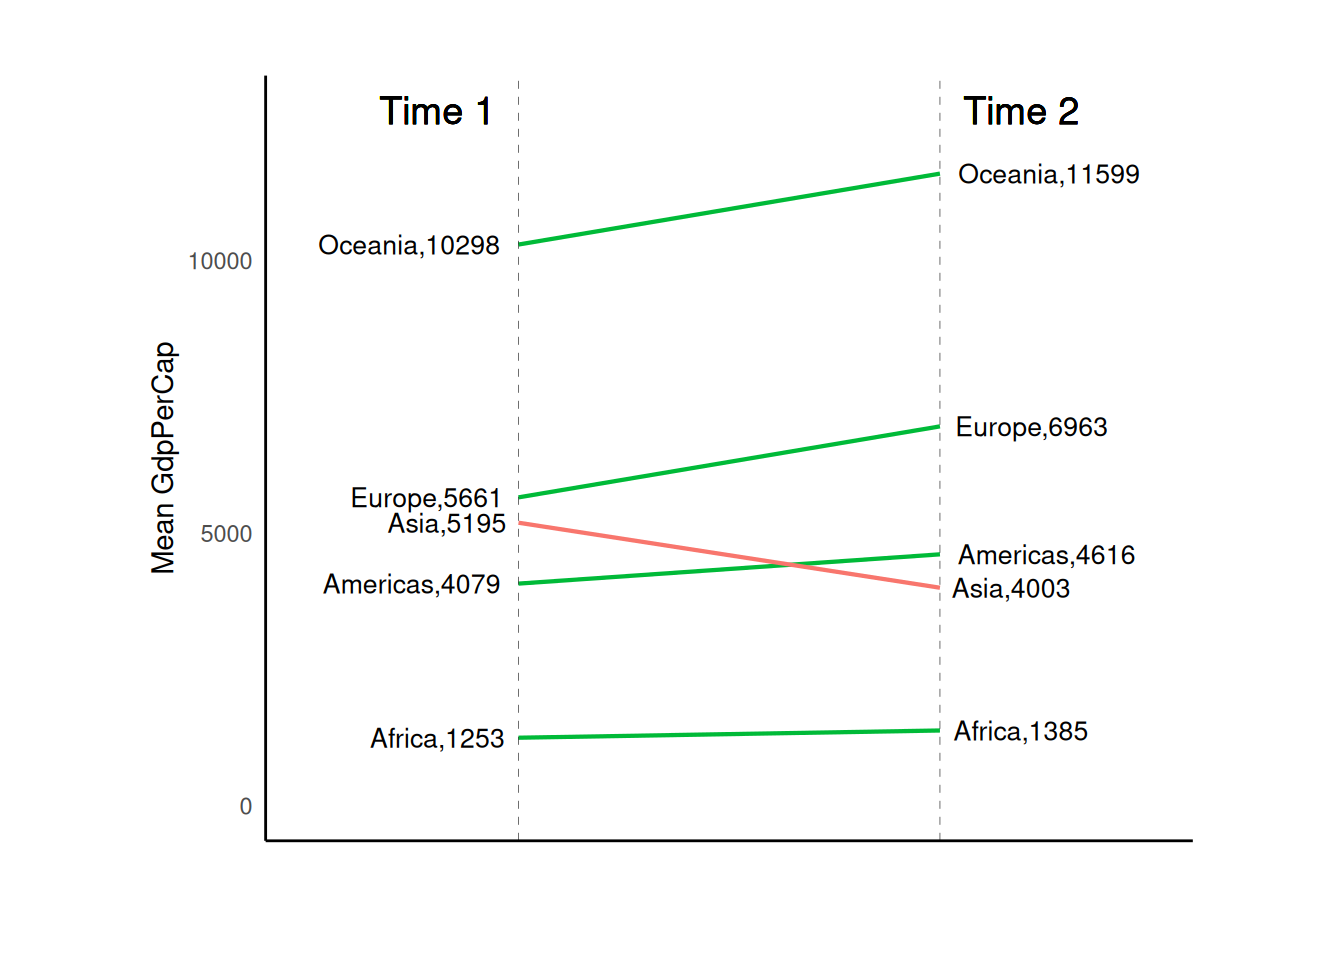 Time 1
Time 2
Oceania,11599
Oceania,10298
10000
Mean GdpPerCap
Europe,6963
Europe,5661
Asia,5195
5000
Americas,4616
Americas,4079
Asia,4003
Africa,1385
Africa,1253
0